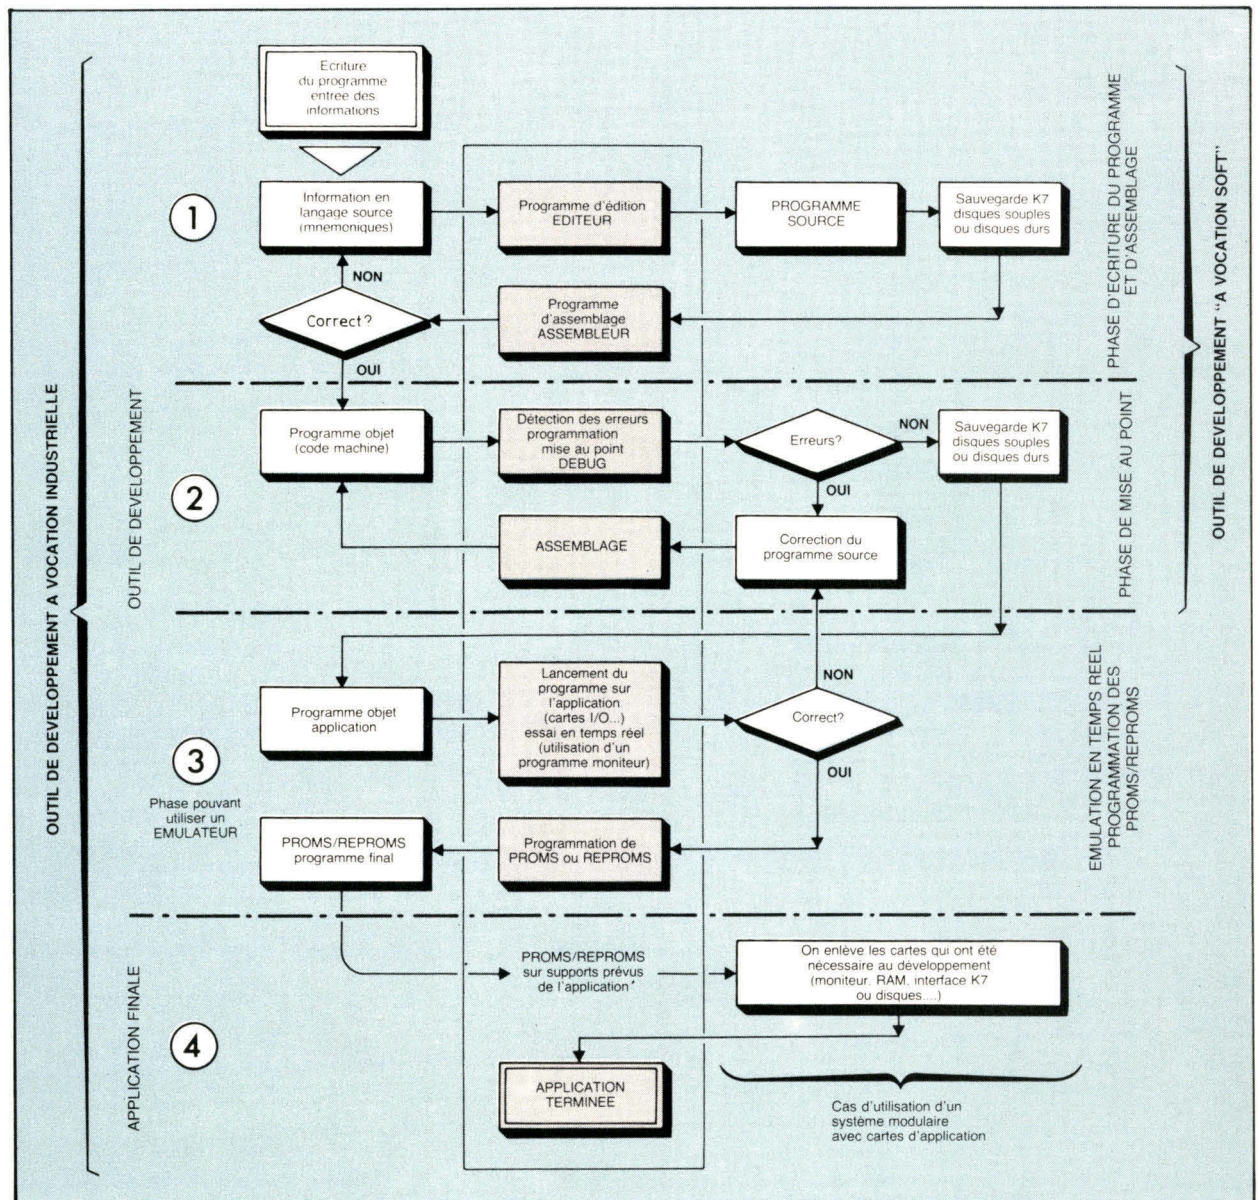 Ecriture
du programme
entrée des
informations
1
Information en
langage source
(mnemoniques)
Programme d'édition
EDITEUR
PROGRAMME
SOURCE
Sauvegarde K7
disques souples
ou disques durs
NON
Correct?
OUI
Programme
d'assemblage
ASSEMBLEUR
PHASE D'ECRITURE DU PROGRAMME
ET D'ASSEMBLAGE
OUTIL DE DEVELOPPEMENT "A VOCATION SOFT"
OUTIL DE DEVELOPPEMENT A VOCATION INDUSTRIELLE
OUTIL DE DEVELOPPEMENT
2
Programme objet
(code machine)
Détection des erreurs
programmation
mise au point
DEBUG
Erreurs?
NON
OUI
Sauvegarde K7
disques souples
ou disques durs
ASSEMBLAGE
Correction du
programme source
PHASE DE MISE AU POINT
3
Phase pouvant
utiliser un
EMULATEUR
Programme objet
application
Lancement du
programme sur
l'application
(cartes I/O...)
essai en temps réel
(utilisation d'un
programme moniteur)
NON
Correct?
OUI
PROMS/REPROMS
programme final
Programmation de
PROMS ou REPROMS
EMULATION EN TEMPS REEL
PROGRAMMATION DES
PROMS/REPROMS
APPLICATION FINALE
4
PROMS/REPROMS
sur supports prévus
de l'application
On enlève les cartes qui ont été
nécessaire au développement
(moniteur, RAM, interface K7
ou disques....)
APPLICATION
TERMINEE
Cas d'utilisation d'un
système modulaire
avec cartes d'application